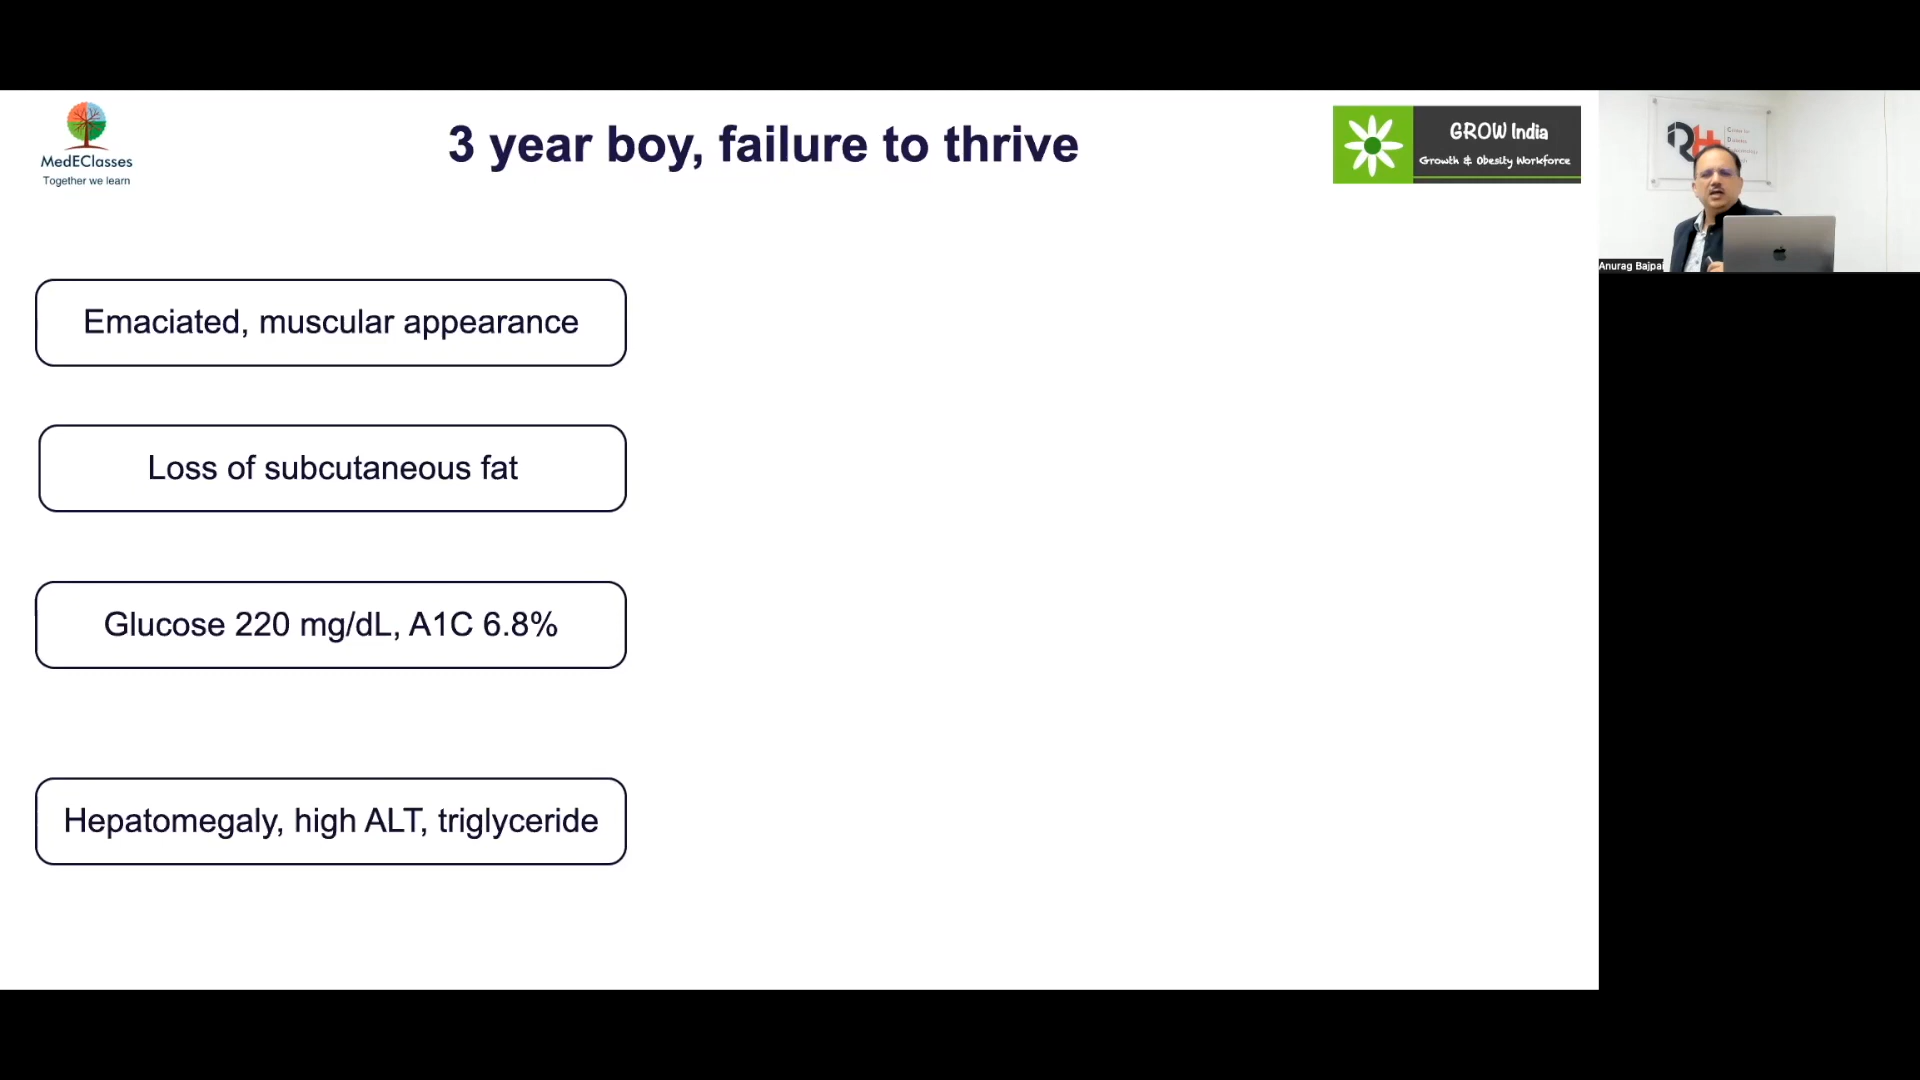 MedEClasses
Together we learn
3 year boy, failure to thrive
GROW India
Growth & Obesity Workforce
Emaciated, muscular appearance
Loss of subcutaneous fat
Glucose 220 mg/dL, A1C 6.8%
Hepatomegaly, high ALT, triglyceride
Anurag Bajpai